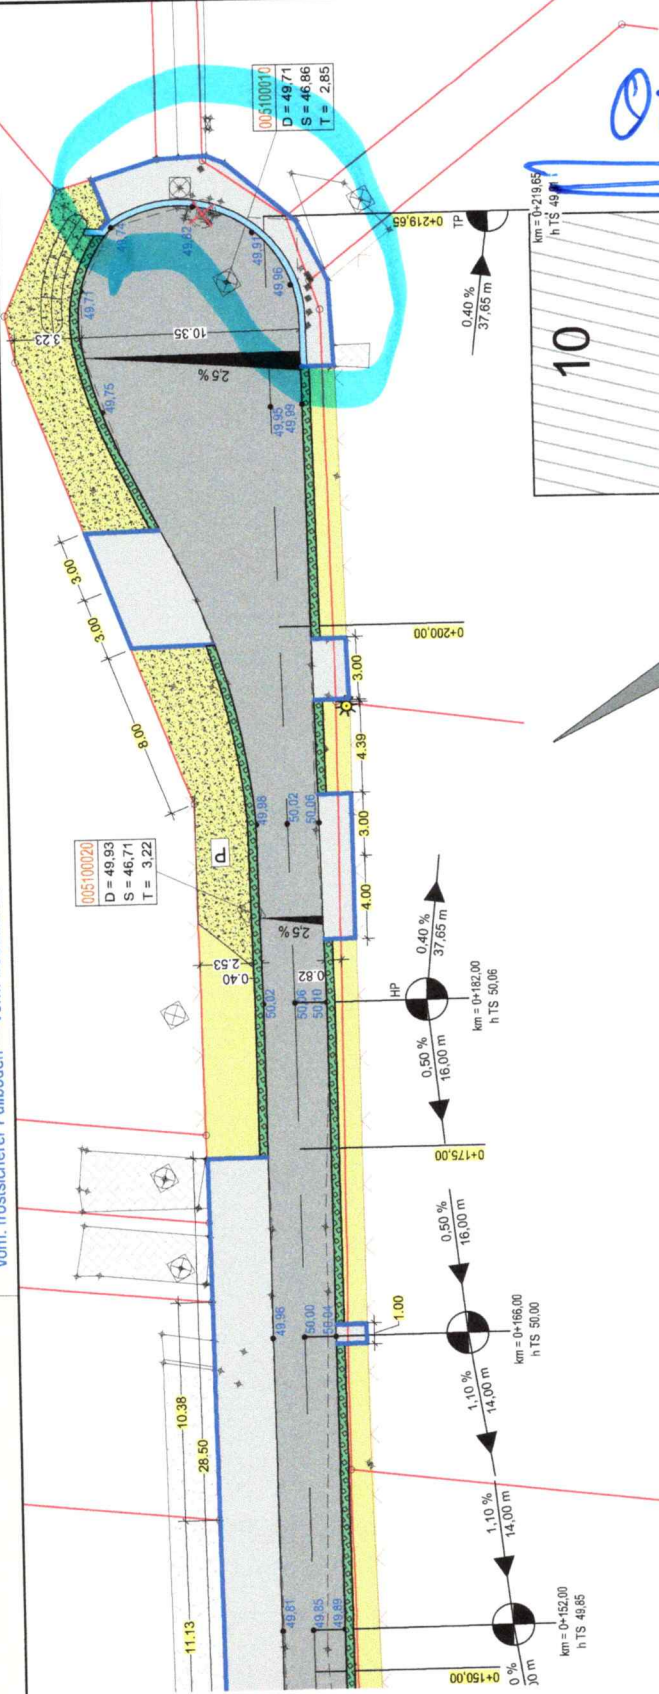 005100010
D = 49,71
S = 46,86
T = 2,85
0+219,65
TP
km = 0+219,65
h TS 49,91
0,40 %
37,65 m
10
49,74
49,82
49,91
49,96
49,71
3.23
10.35
2,5 %
49,75
49,95
49,99
3.00
3.00
8.00
0+200,00
3.00
4.39
3.00
4.00
49,98
50,02
50,06
P
005100020
D = 49,93
S = 46,71
T = 3,22
2,5 %
2.53
0.40
0.82
50,02
50,06
50,10
HP
0,40 %
37,65 m
km = 0+182,00
h TS 50,06
0,50 %
16,00 m
0+175,00
0,50 %
16,00 m
49,96
50,00
50,04
1.00
km = 0+166,00
h TS 50,00
1,10 %
14,00 m
10.38
28.50
11.13
1,10 %
14,00 m
49,81
49,85
49,89
km = 0+152,00
h TS 49,85
0+150,00